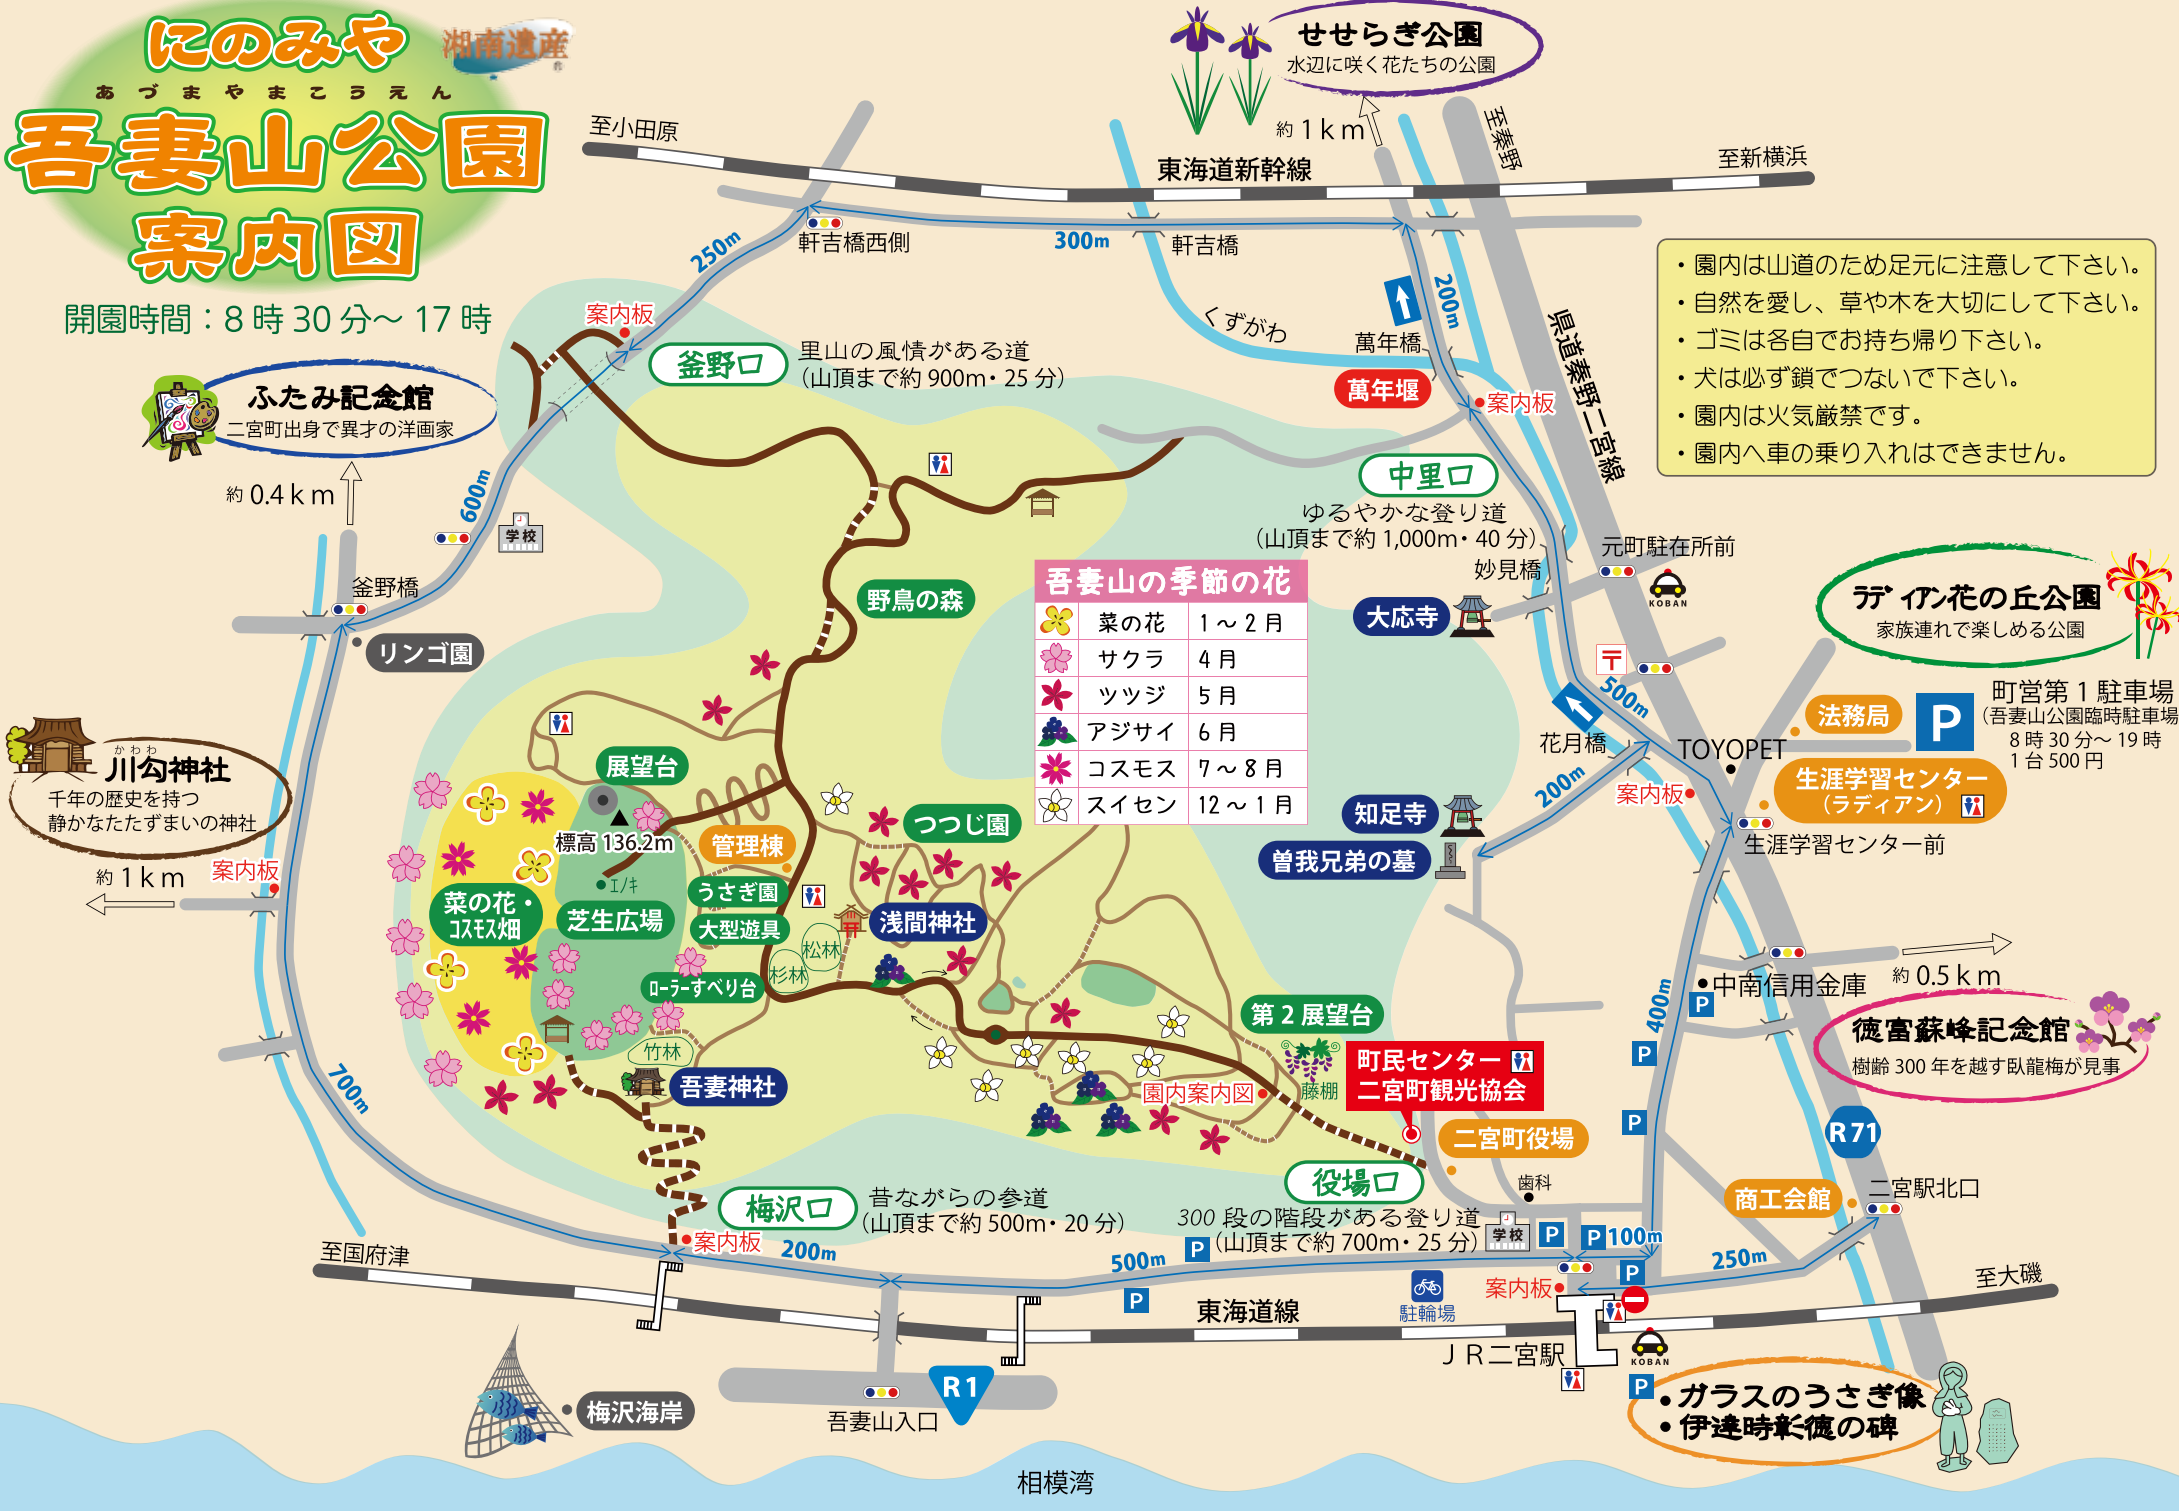 にのみや
湘南遺産
あづまやまこうえん
吾妻山公園
案内図
開園時間：8時30分～17時
せせらぎ公園
水辺に咲く花たちの公園
約1km
至小田原
東海道新幹線
至秦野
至新横浜
軒吉橋西側
250m
300m
軒吉橋
200m
くずがわ
萬年橋
萬年堰
案内板
県道秦野二宮線
・園内は山道のため足元に注意して下さい。
・自然を愛し、草や木を大切にして下さい。
・ゴミは各自でお持ち帰り下さい。
・犬は必ず鎖でつないで下さい。
・園内は火気厳禁です。
・園内へ車の乗り入れはできません。
案内板
釜野口
里山の風情がある道
（山頂まで約900m・25分）
ふたみ記念館
二宮町出身で異才の洋画家
約0.4km
600m
学校
釜野橋
リンゴ園
中里口
ゆるやかな登り道
（山頂まで約1,000m・40分）
妙見橋
元町駐在所前
KOBAN
大応寺
〒
500m
花月橋
200m
TOYOPET
案内板
知足寺
曽我兄弟の墓
ラディアン花の丘公園
家族連れで楽しめる公園
法務局
P
町営第1駐車場
（吾妻山公園臨時駐車場
8時30分～19時
1台500円
生涯学習センター
（ラディアン）
生涯学習センター前
吾妻山の季節の花
菜の花 1～2月
サクラ 4月
ツツジ 5月
アジサイ 6月
コスモス 7～8月
スイセン 12～1月
野鳥の森
展望台
標高136.2m
エノキ
管理棟
つつじ園
うさぎ園
大型遊具
浅間神社
松林
杉林
ローラーすべり台
菜の花・
コスモス畑
芝生広場
竹林
吾妻神社
川勾神社
かわわ
千年の歴史を持つ
静かなたたずまいの神社
約1km
案内板
700m
第2展望台
藤棚
園内案内図
町民センター
二宮町観光協会
二宮町役場
役場口
300段の階段がある登り道
（山頂まで約700m・25分）
歯科
学校
P
P
P
100m
400m
中南信用金庫
P
P
P
約0.5km
徳富蘇峰記念館
樹齢300年を越す臥龍梅が見事
R71
商工会館
二宮駅北口
250m
P
梅沢口
昔ながらの参道
（山頂まで約500m・20分）
案内板
200m
500m
P
駐輪場
案内板
至国府津
東海道線
至大磯
JR二宮駅
KOBAN
P
・ガラスのうさぎ像
・伊達時彰徳の碑
梅沢海岸
R1
吾妻山入口
相模湾